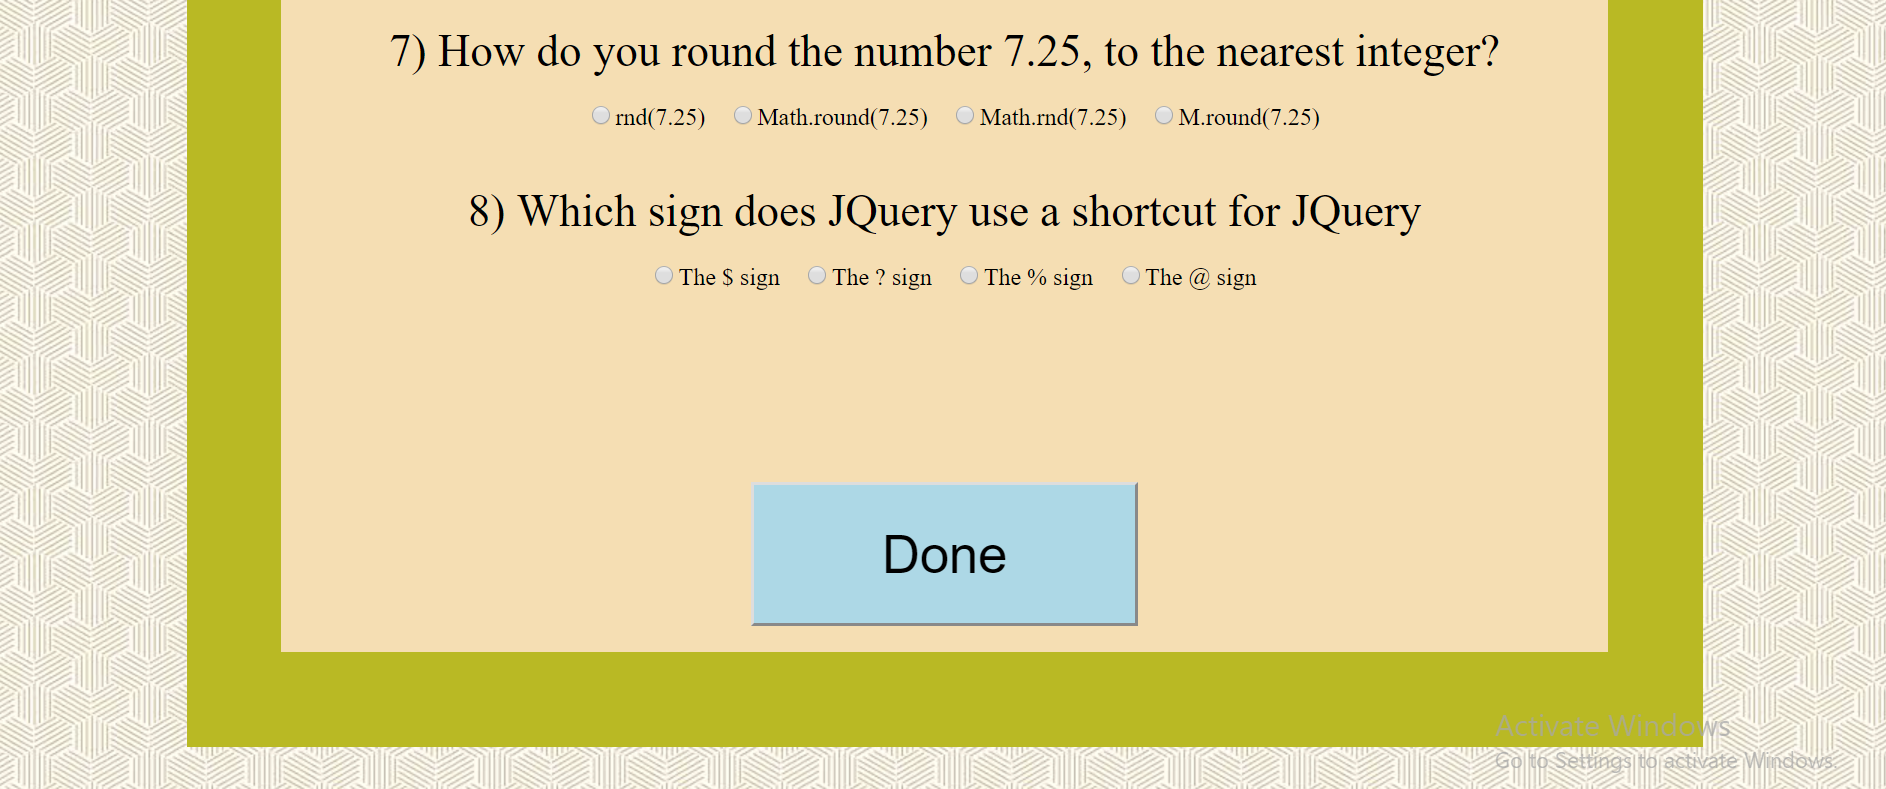 7) How do you round the number 7.25, to the nearest integer?
rnd(7.25) Math.round(7.25) Math.rnd(7.25) M.round(7.25)
8) Which sign does JQuery use a shortcut for JQuery
The $ sign The ? sign The % sign The @ sign
Done
Activate Windows
Go to Settings to activate Windows.